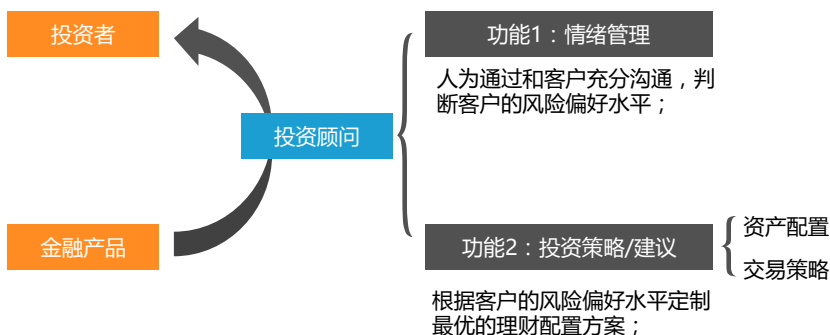 投资者
功能1：情绪管理
人为通过和客户充分沟通，判
断客户的风险偏好水平；
投资顾问
金融产品
功能2：投资策略/建议
资产配置
交易策略
根据客户的风险偏好水平定制
最优的理财配置方案；